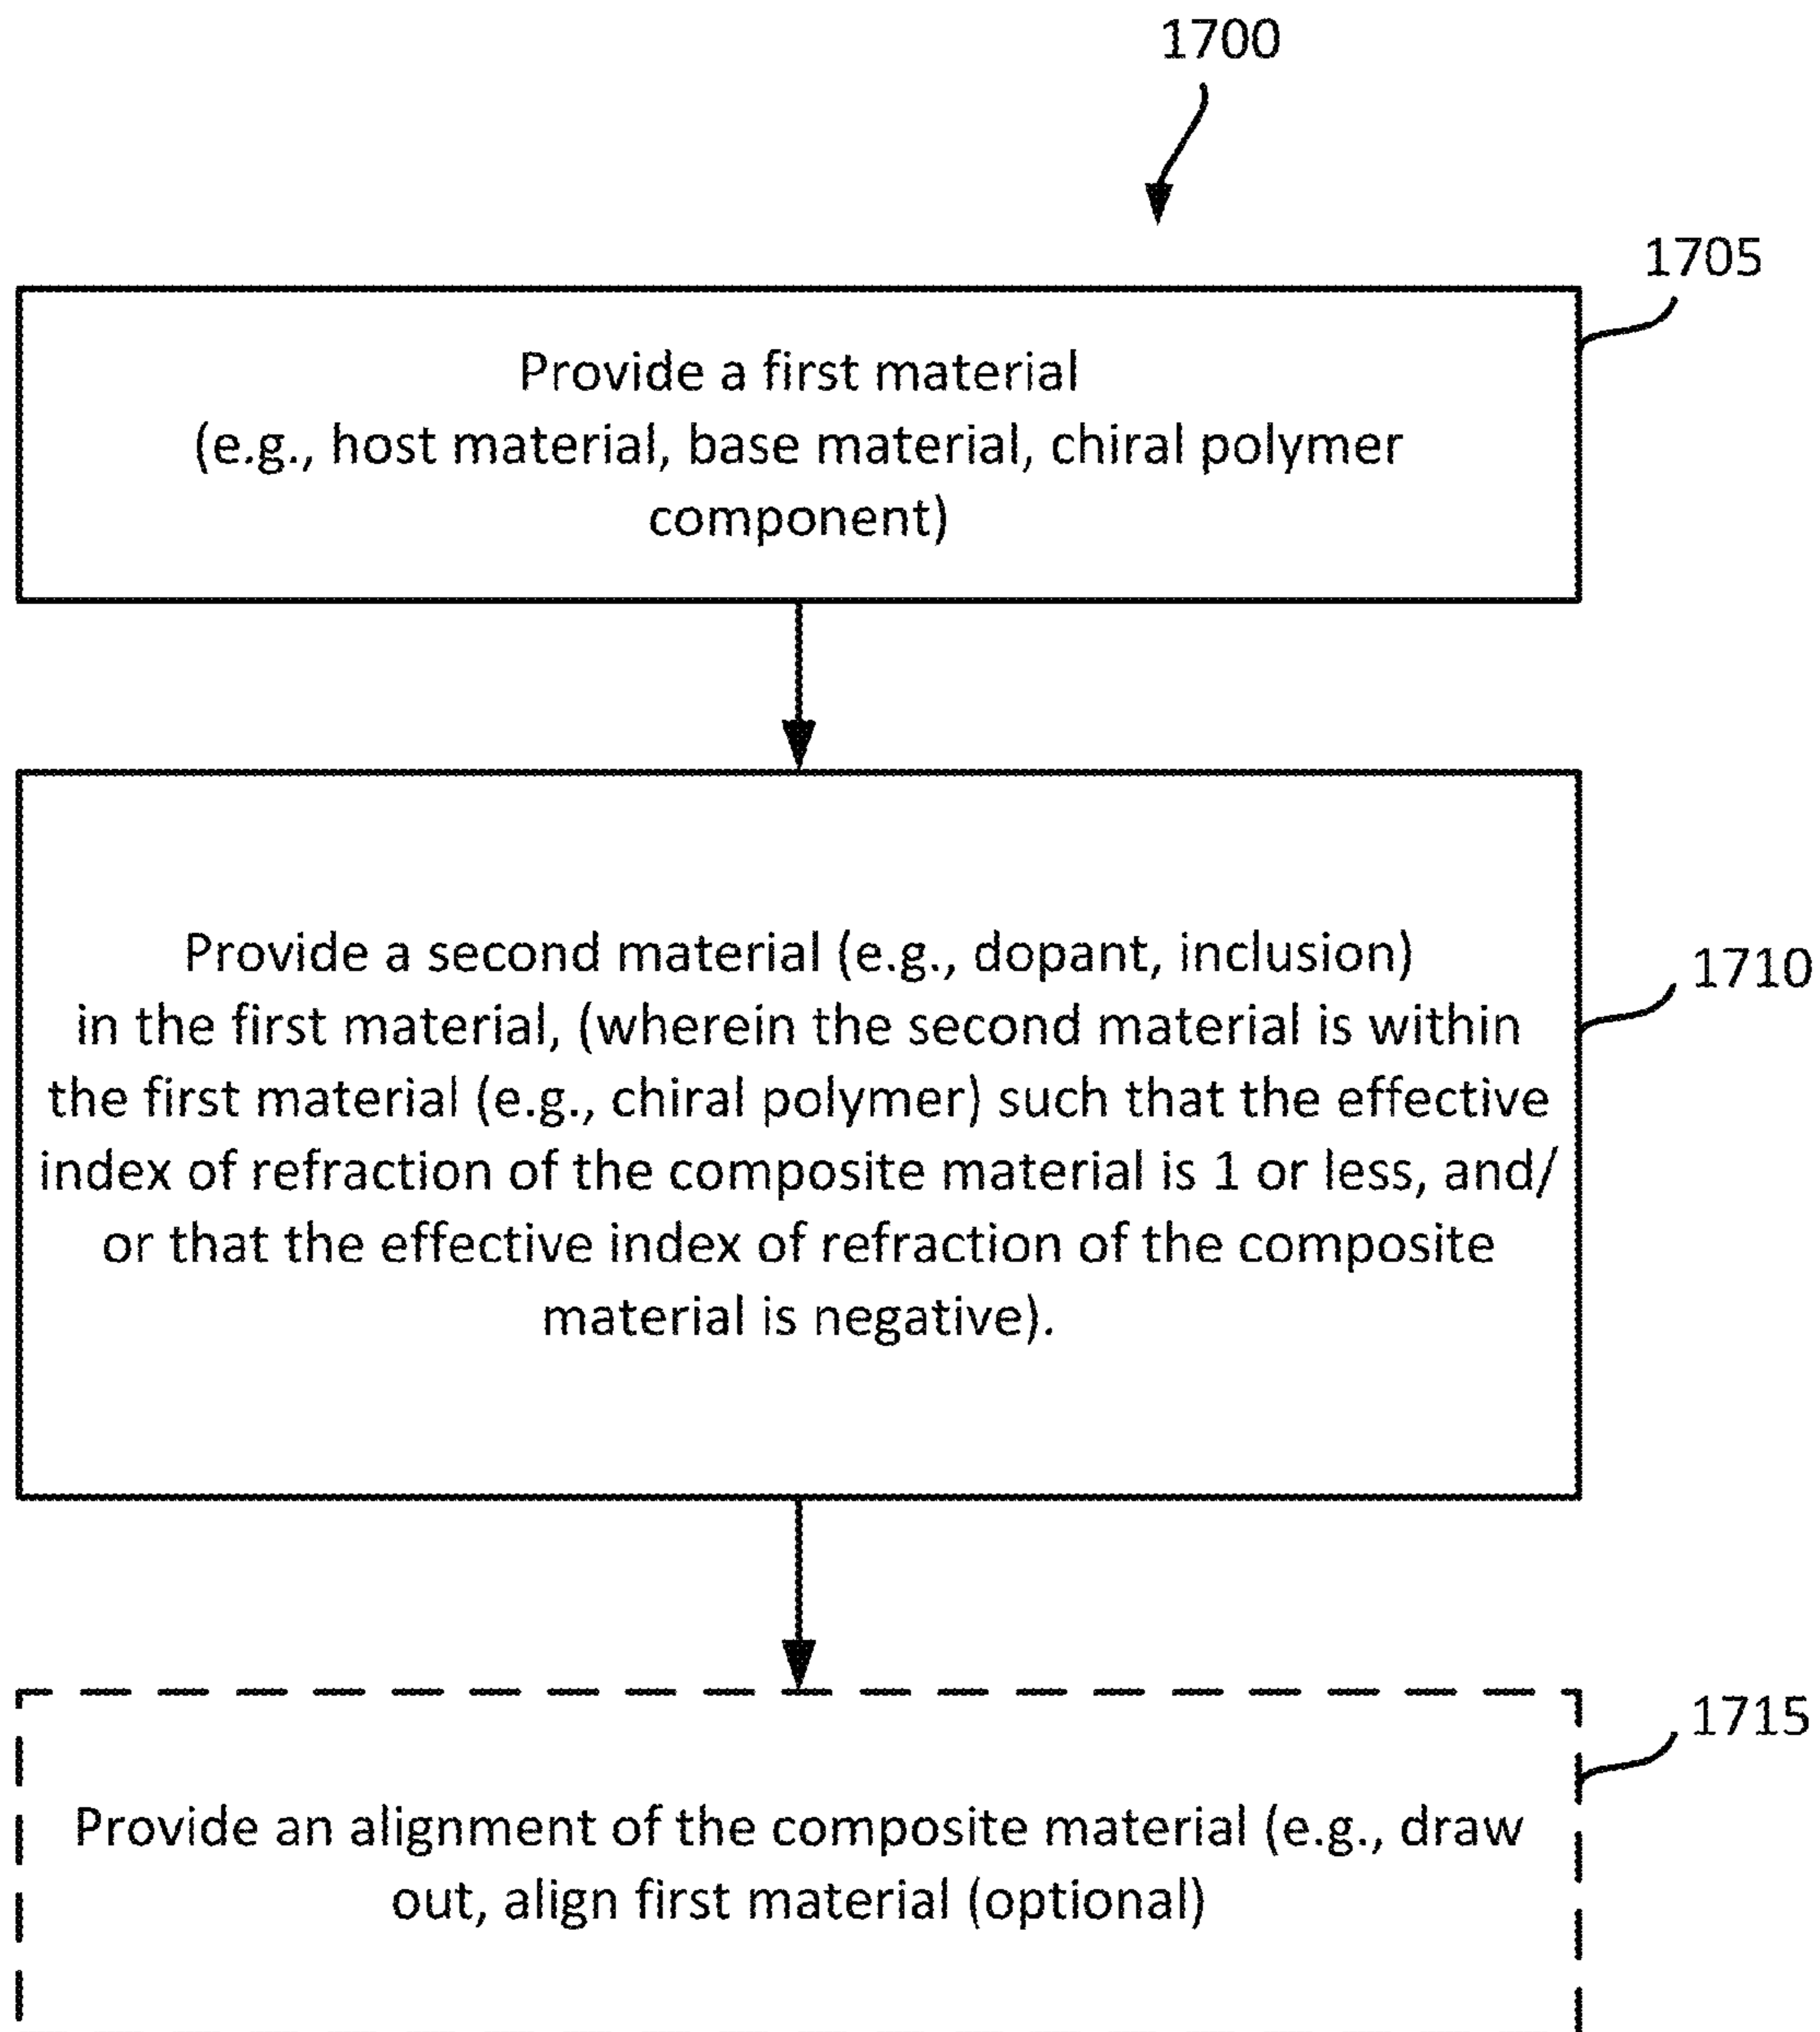 1700
1705
Provide a first material
(e.g., host material, base material, chiral polymer
component)
Provide a second material (e.g., dopant, inclusion)
in the first material, (wherein the second material is within
the first material (e.g., chiral polymer) such that the effective
index of refraction of the composite material is 1 or less, and/
or that the effective index of refraction of the composite
material is negative).
1710
1715
Provide an alignment of the composite material (e.g., draw
out, align first material (optional)